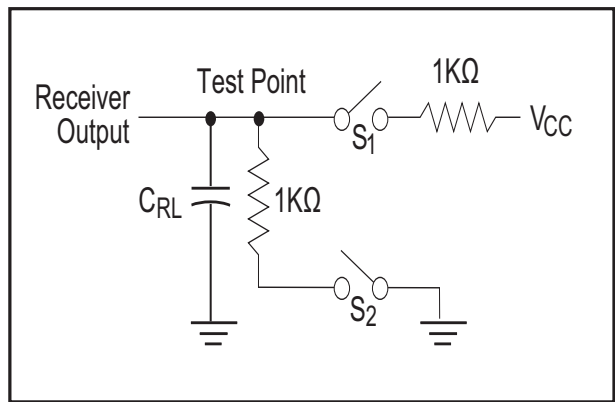 Receiver
Output
Test Point
1KΩ
S1
VCC
CRL
1KΩ
S2